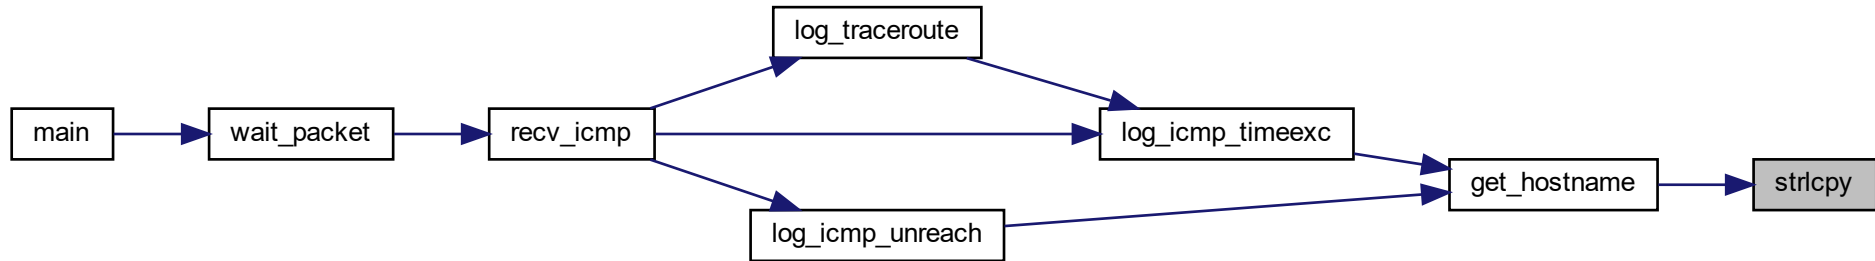 log_traceroute
main
wait_packet
recv_icmp
log_icmp_timeexc
get_hostname
strlcpy
log_icmp_unreach